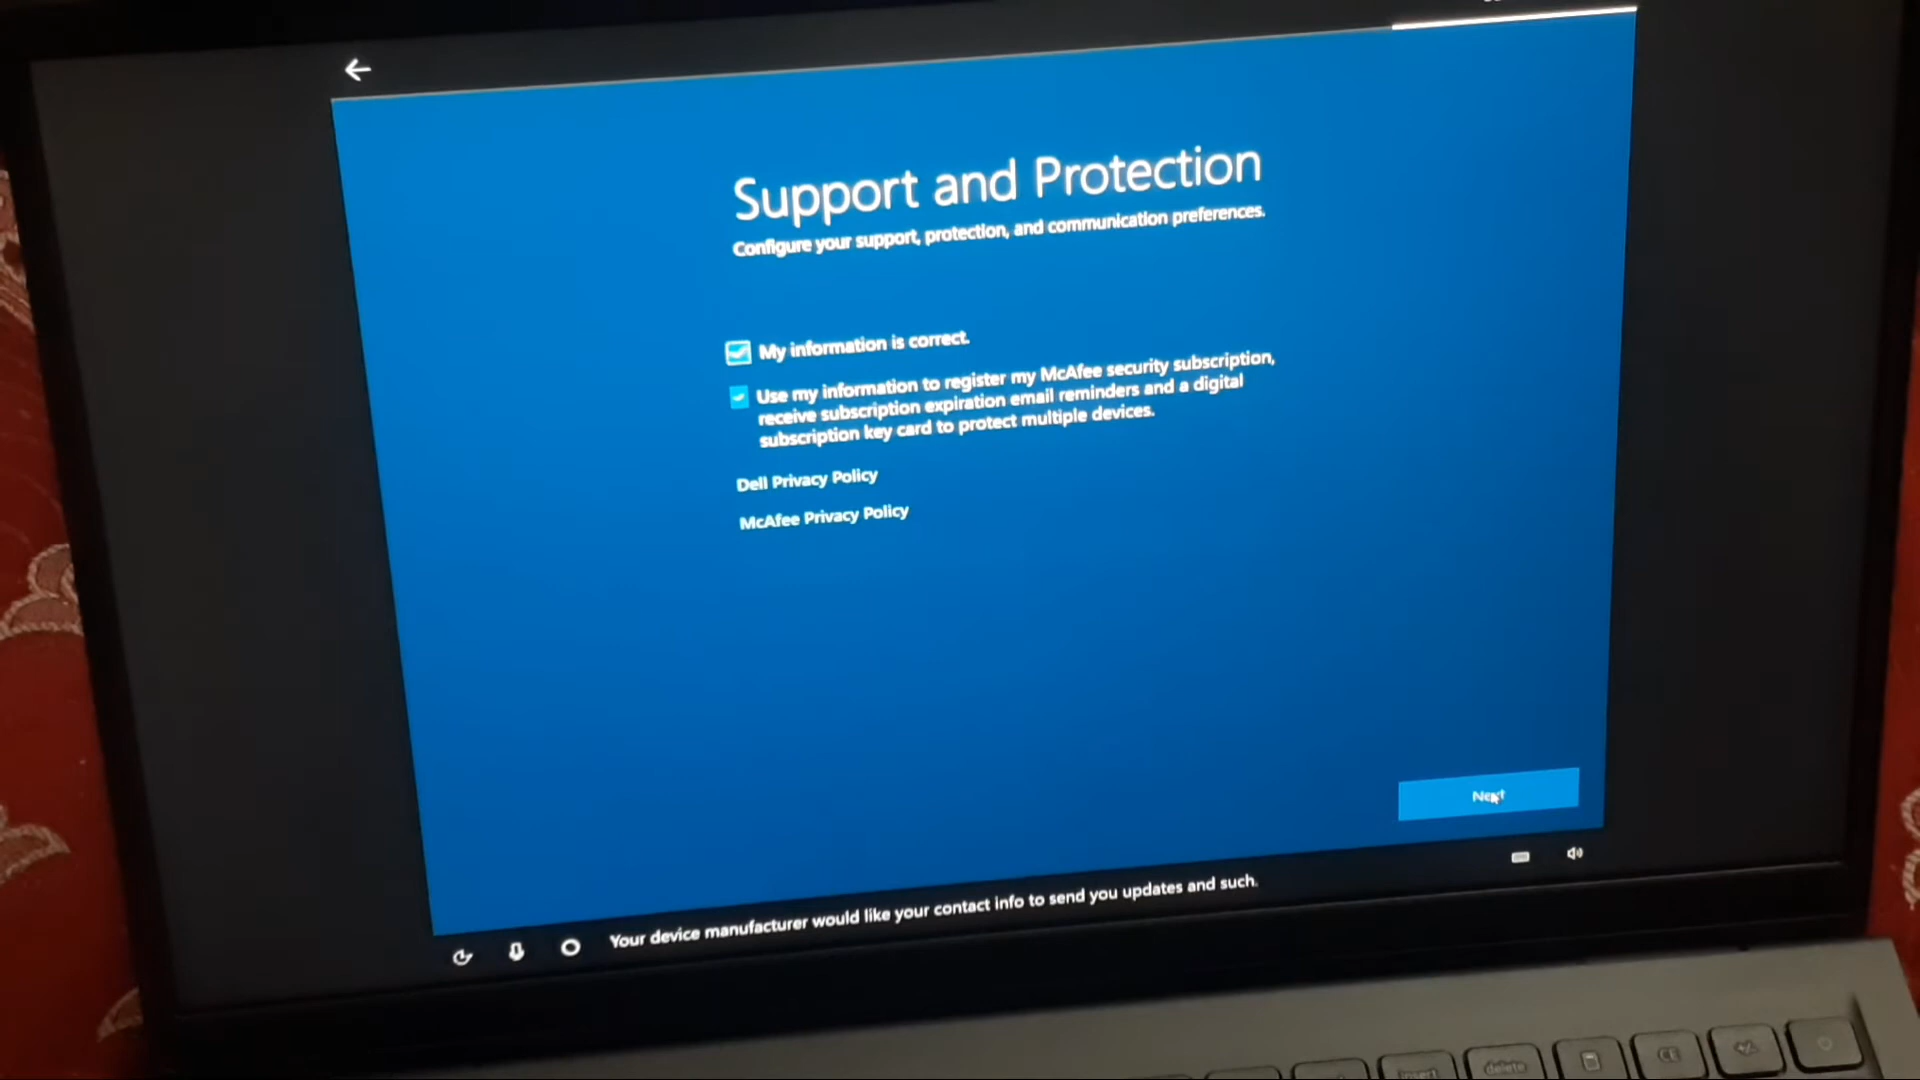 Support and Protection
Configure your support, protection, and communication preferences.
My information is correct.
Use my information to register my McAfee security subscription,
receive subscription expiration email reminders and a digital
subscription key card to protect multiple devices.
Dell Privacy Policy
McAfee Privacy Policy
Next
Your device manufacturer would like your contact info to send you updates and such.
insert
delete
CE